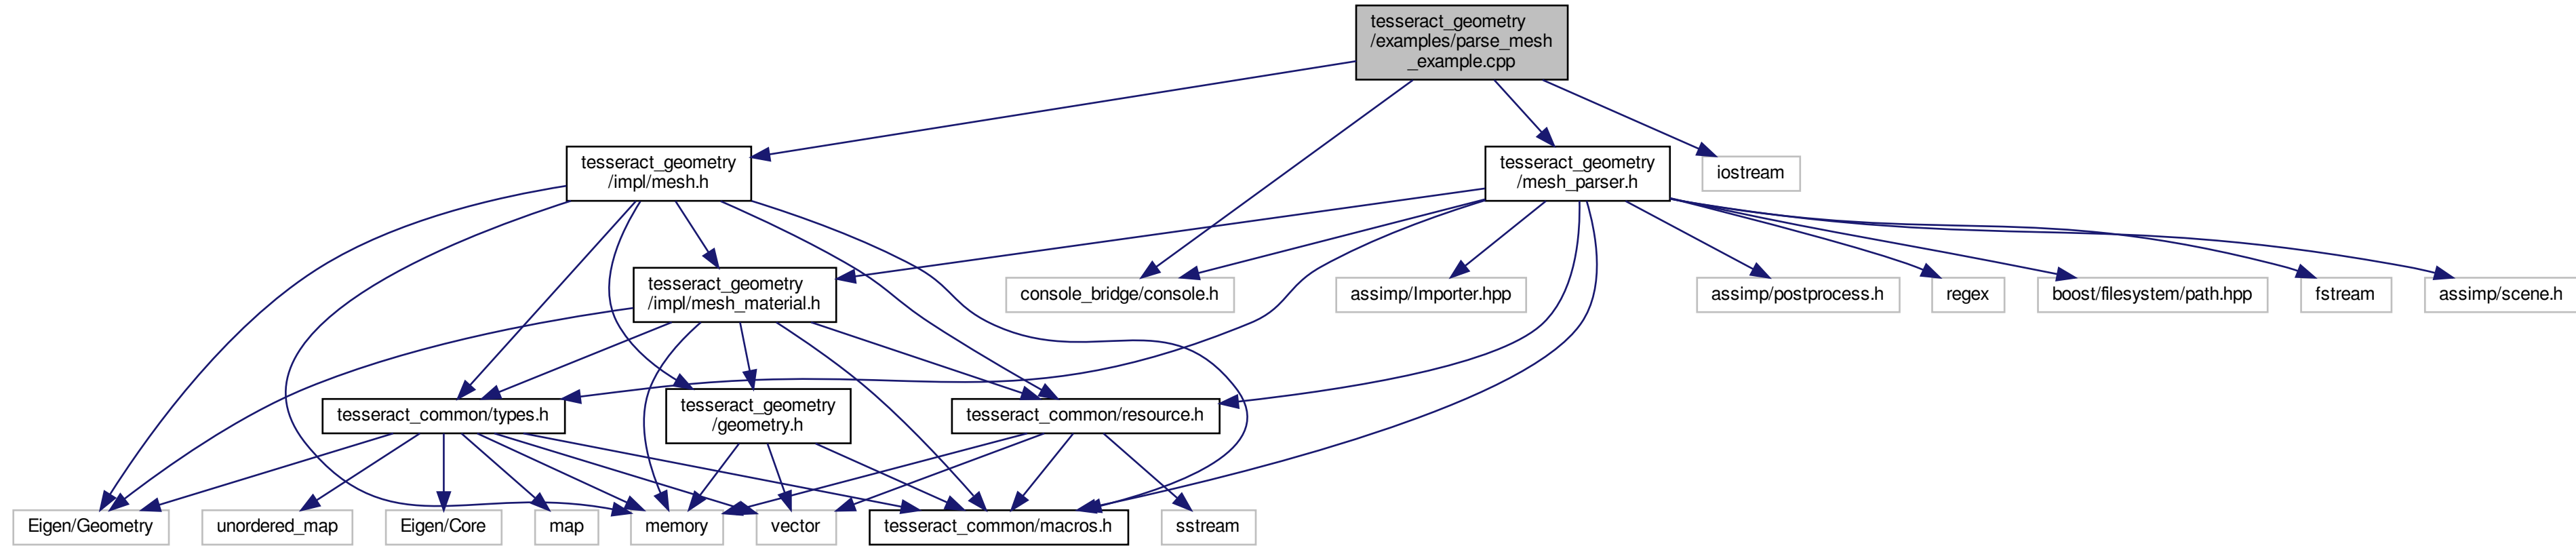 tesseract_geometry
/examples/parse_mesh
_example.cpp
tesseract_geometry
/impl/mesh.h
tesseract_geometry
/mesh_parser.h
iostream
tesseract_geometry
/impl/mesh_material.h
console_bridge/console.h
assimp/Importer.hpp
assimp/postprocess.h
regex
boost/filesystem/path.hpp
fstream
assimp/scene.h
tesseract_common/types.h
tesseract_geometry
/geometry.h
tesseract_common/resource.h
Eigen/Geometry
unordered_map
Eigen/Core
map
memory
vector
tesseract_common/macros.h
sstream